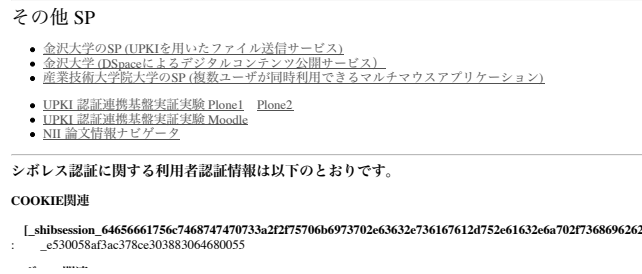 その他 SP
金沢大学のSP (UPKIを用いたファイル送信サービス)
金沢大学 (DSpaceによるデジタルコンテンツ公開サービス）
産業技術大学院大学のSP (複数ユーザが同時利用できるマルチマウスアプリケーション)
UPKI 認証連携基盤実証実験 Plone1 Plone2
UPKI 認証連携基盤実証実験 Moodle
NII 論文情報ナビゲータ
シボレス認証に関する利用者認証情報は以下のとおりです。
COOKIE関連
[_shibsession_64656661756c7468747470733a2f2f75706b6973702e63632e736167612d752e61632e6a702f7368696962
: _e530058af3ac378ce303883064680055